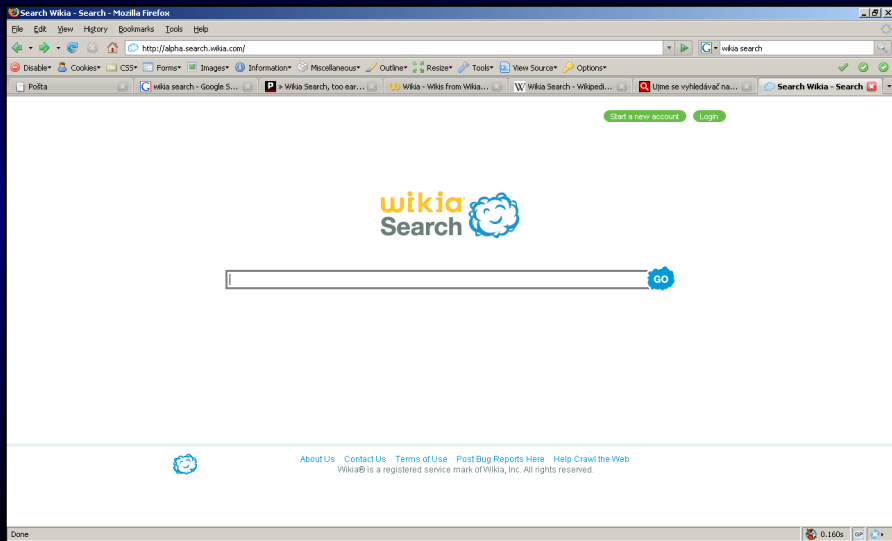 Search Wikia - Search - Mozilla Firefox
File Edit View History Bookmarks Tools Help
http://alpha.search.wikia.com/ wikia search
Disable Cookies CSS Forms Images Information Miscellaneous Outline Resize Tools View Source Options
Pošta wikia search - Google S... P » Wikia Search, too ear... Wikia - Wikis from Wikia... W Wikia Search - Wikipedi... Ujme se vyhledávač na... Search Wikia - Search
Start a new account Login
wikia
Search
GO
About Us Contact Us Terms of Use Post Bug Reports Here Help Crawl the Web
Wikia® is a registered service mark of Wikia, Inc. All rights reserved.
Done 0.160s GP